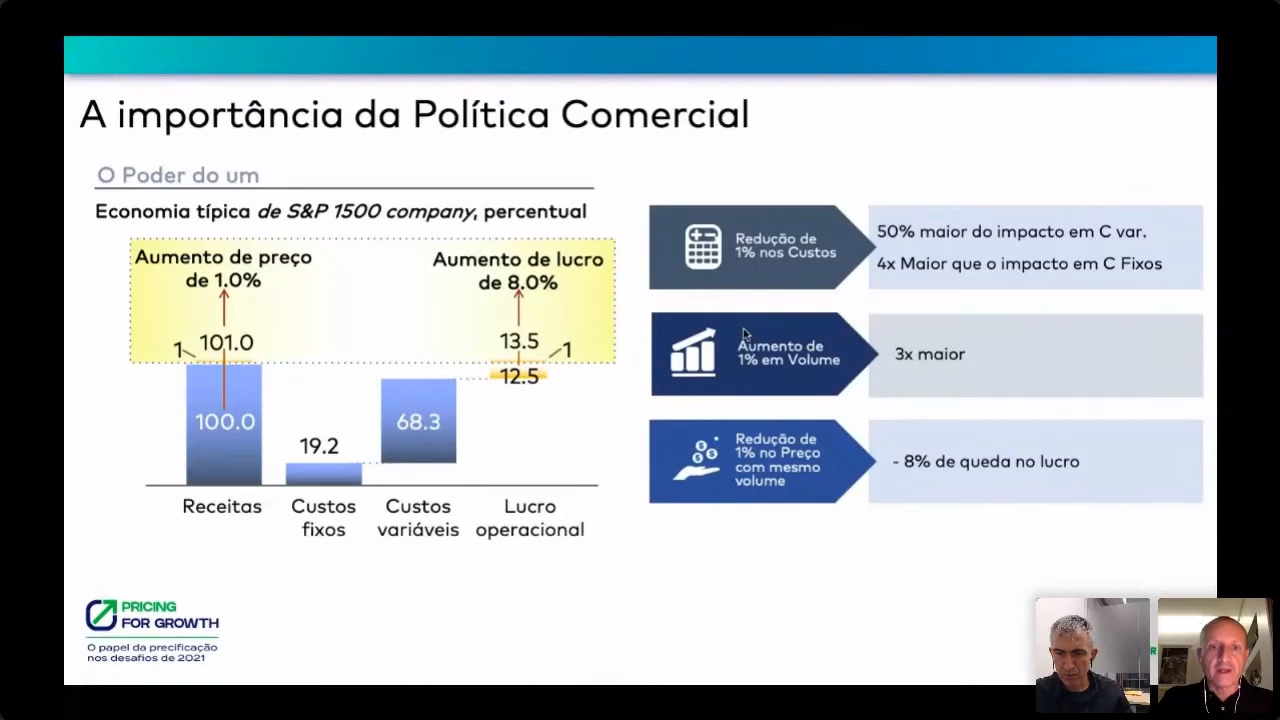 A importância da Política Comercial
O Poder do um
Economia típica de S&P 1500 company, percentual
Aumento de preço
de 1.0%
Aumento de lucro
de 8.0%
1
101.0
13.5
1
12.5
100.0
19.2
68.3
Receitas
Custos
fixos
Custos
variáveis
Lucro
operacional
Redução de
1% nos Custos
50% maior do impacto em C var.
4x Maior que o impacto em C Fixos
Aumento de
1% em Volume
3x maior
Redução de
1% no Preço
com mesmo
volume
- 8% de queda no lucro
PRICING
FOR GROWTH
O papel da precificação
nos desafios de 2021